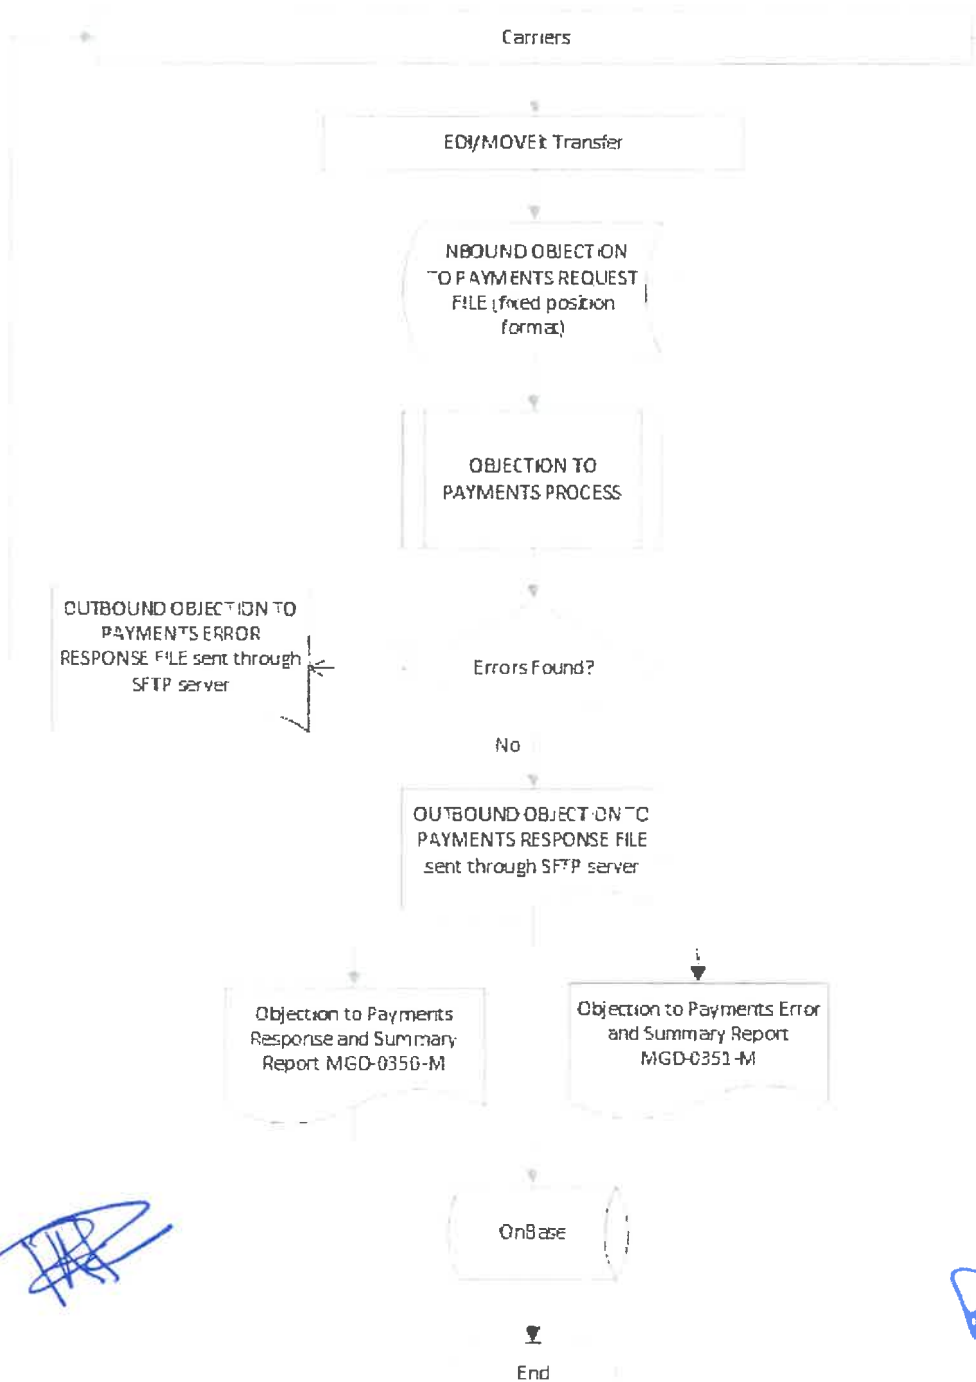 Carriers
EDI/MOVEit Transfer
NBOUND OBJECTION
TO PAYMENTS REQUEST
FILE (fixed position
format)
OBJECTION TO
PAYMENTS PROCESS
OUTBOUND OBJECTION TO
PAYMENTS ERROR
RESPONSE FILE sent through
SFTP server
Errors Found?
No
OUTBOUND OBJECTION TO
PAYMENTS RESPONSE FILE
sent through SFTP server
Objection to Payments
Response and Summary
Report MGD-0350-M
Objection to Payments Error
and Summary Report
MGD-0351-M
OnBase
End